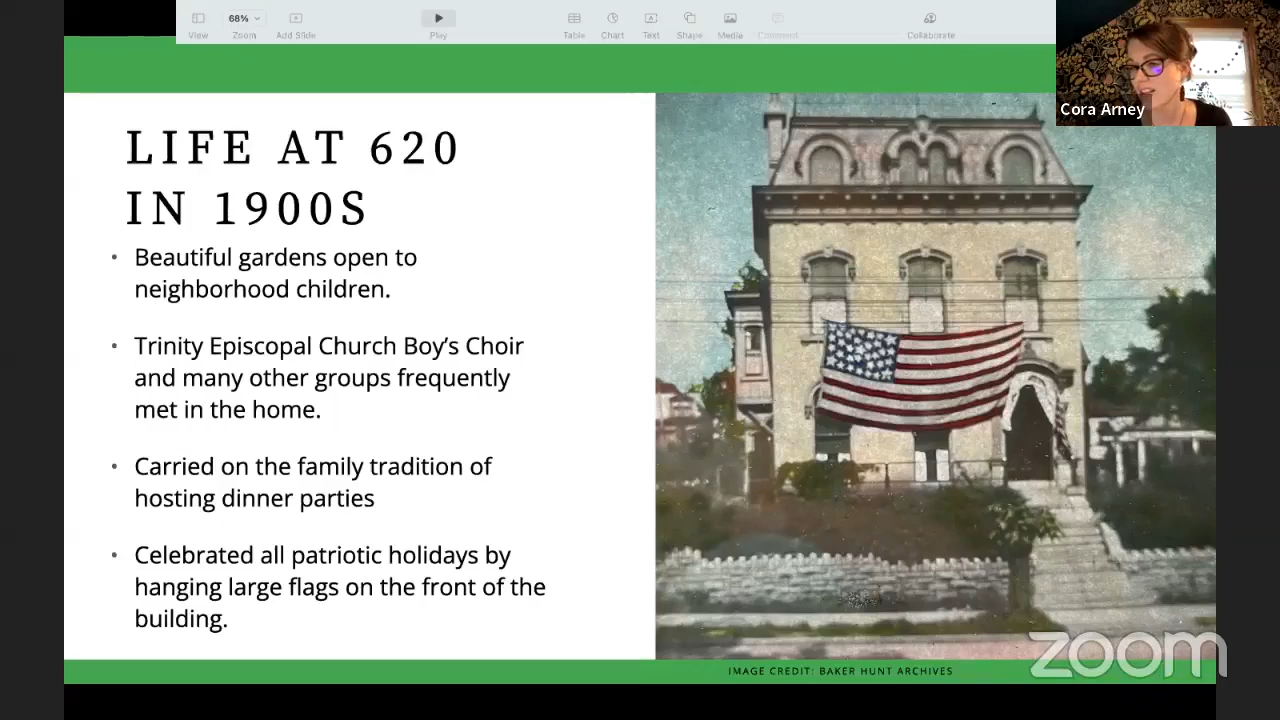 View
68%
Zoom
Add Slide
Play
Table
Chart
Text
Shape
Media
Comment
Collaborate
Cora Arney
LIFE AT 620
IN 1900S
• Beautiful gardens open to
neighborhood children.
• Trinity Episcopal Church Boy’s Choir
and many other groups frequently
met in the home.
• Carried on the family tradition of
hosting dinner parties
• Celebrated all patriotic holidays by
hanging large flags on the front of the
building.
IMAGE CREDIT: BAKER HUNT ARCHIVES
zoom